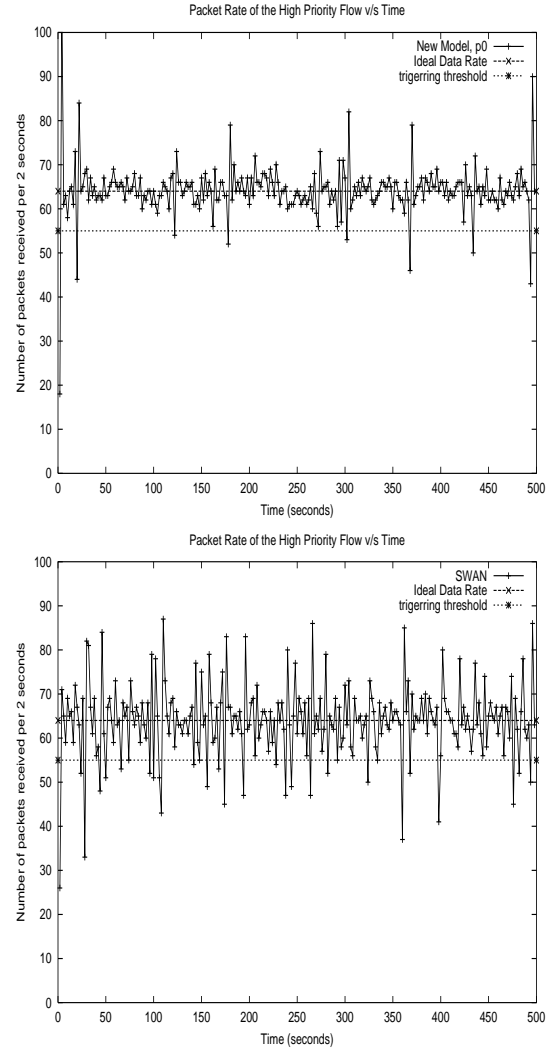 Packet Rate of the High Priority Flow v/s Time
New Model, p0
Ideal Data Rate
trigerring threshold
100
90
80
70
60
50
40
30
20
10
0
Number of packets received per 2 seconds
0 50 100 150 200 250 300 350 400 450 500
Time (seconds)
Packet Rate of the High Priority Flow v/s Time
SWAN
Ideal Data Rate
trigerring threshold
100
90
80
70
60
50
40
30
20
10
0
Number of packets received per 2 seconds
0 50 100 150 200 250 300 350 400 450 500
Time (seconds)